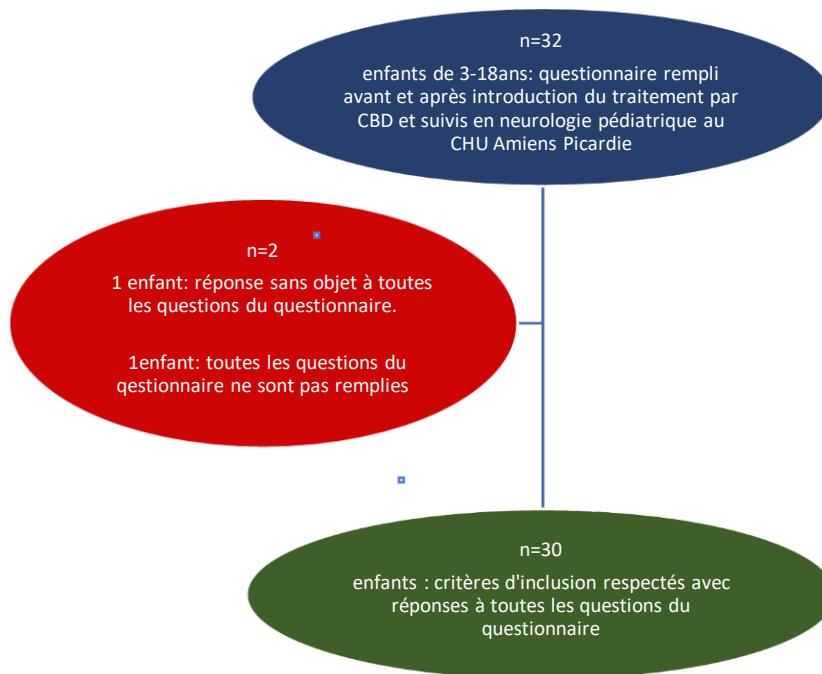 n=32
enfants de 3-18ans: questionnaire rempli
avant et après introduction du traitement par
CBD et suivis en neurologie pédiatrique au
CHU Amiens Picardie
n=2
1 enfant: réponse sans objet à toutes
les questions du questionnaire.
1enfant: toutes les questions du
qestionnaire ne sont pas remplies
n=30
enfants : critères d'inclusion respectés avec
réponses à toutes les questions du
questionnaire